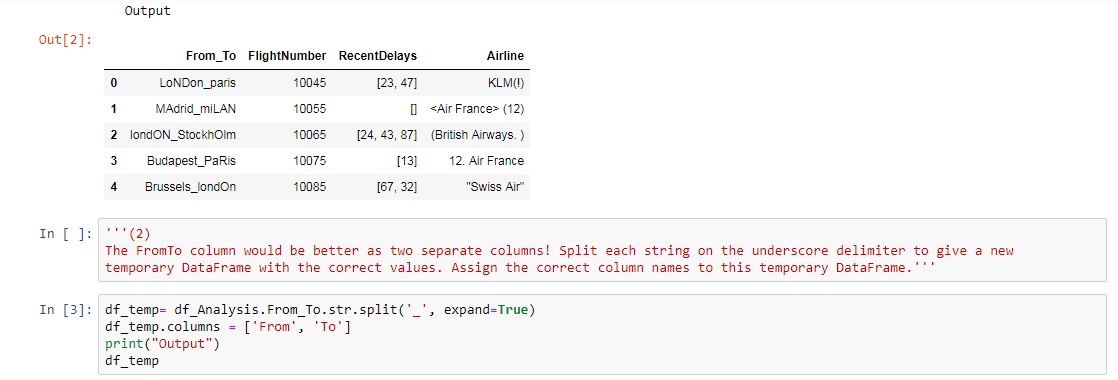 Output
Out[2]:
From_To FlightNumber RecentDelays Airline
0 LoNDon_paris 10045 [23, 47] KLM(!)
1 MAdrid_miLAN 10055 [] <Air France> (12)
2 londON_StockhOlm 10065 [24, 43, 87] (British Airways. )
3 Budapest_PaRis 10075 [13] 12. Air France
4 Brussels_londOn 10085 [67, 32] "Swiss Air"
In [ ]: '''(2)
The FromTo column would be better as two separate columns! Split each string on the underscore delimiter to give a new
temporary DataFrame with the correct values. Assign the correct column names to this temporary DataFrame.'''
In [3]: df_temp= df_Analysis.From_To.str.split('_', expand=True)
df_temp.columns = ['From', 'To']
print("Output")
df_temp